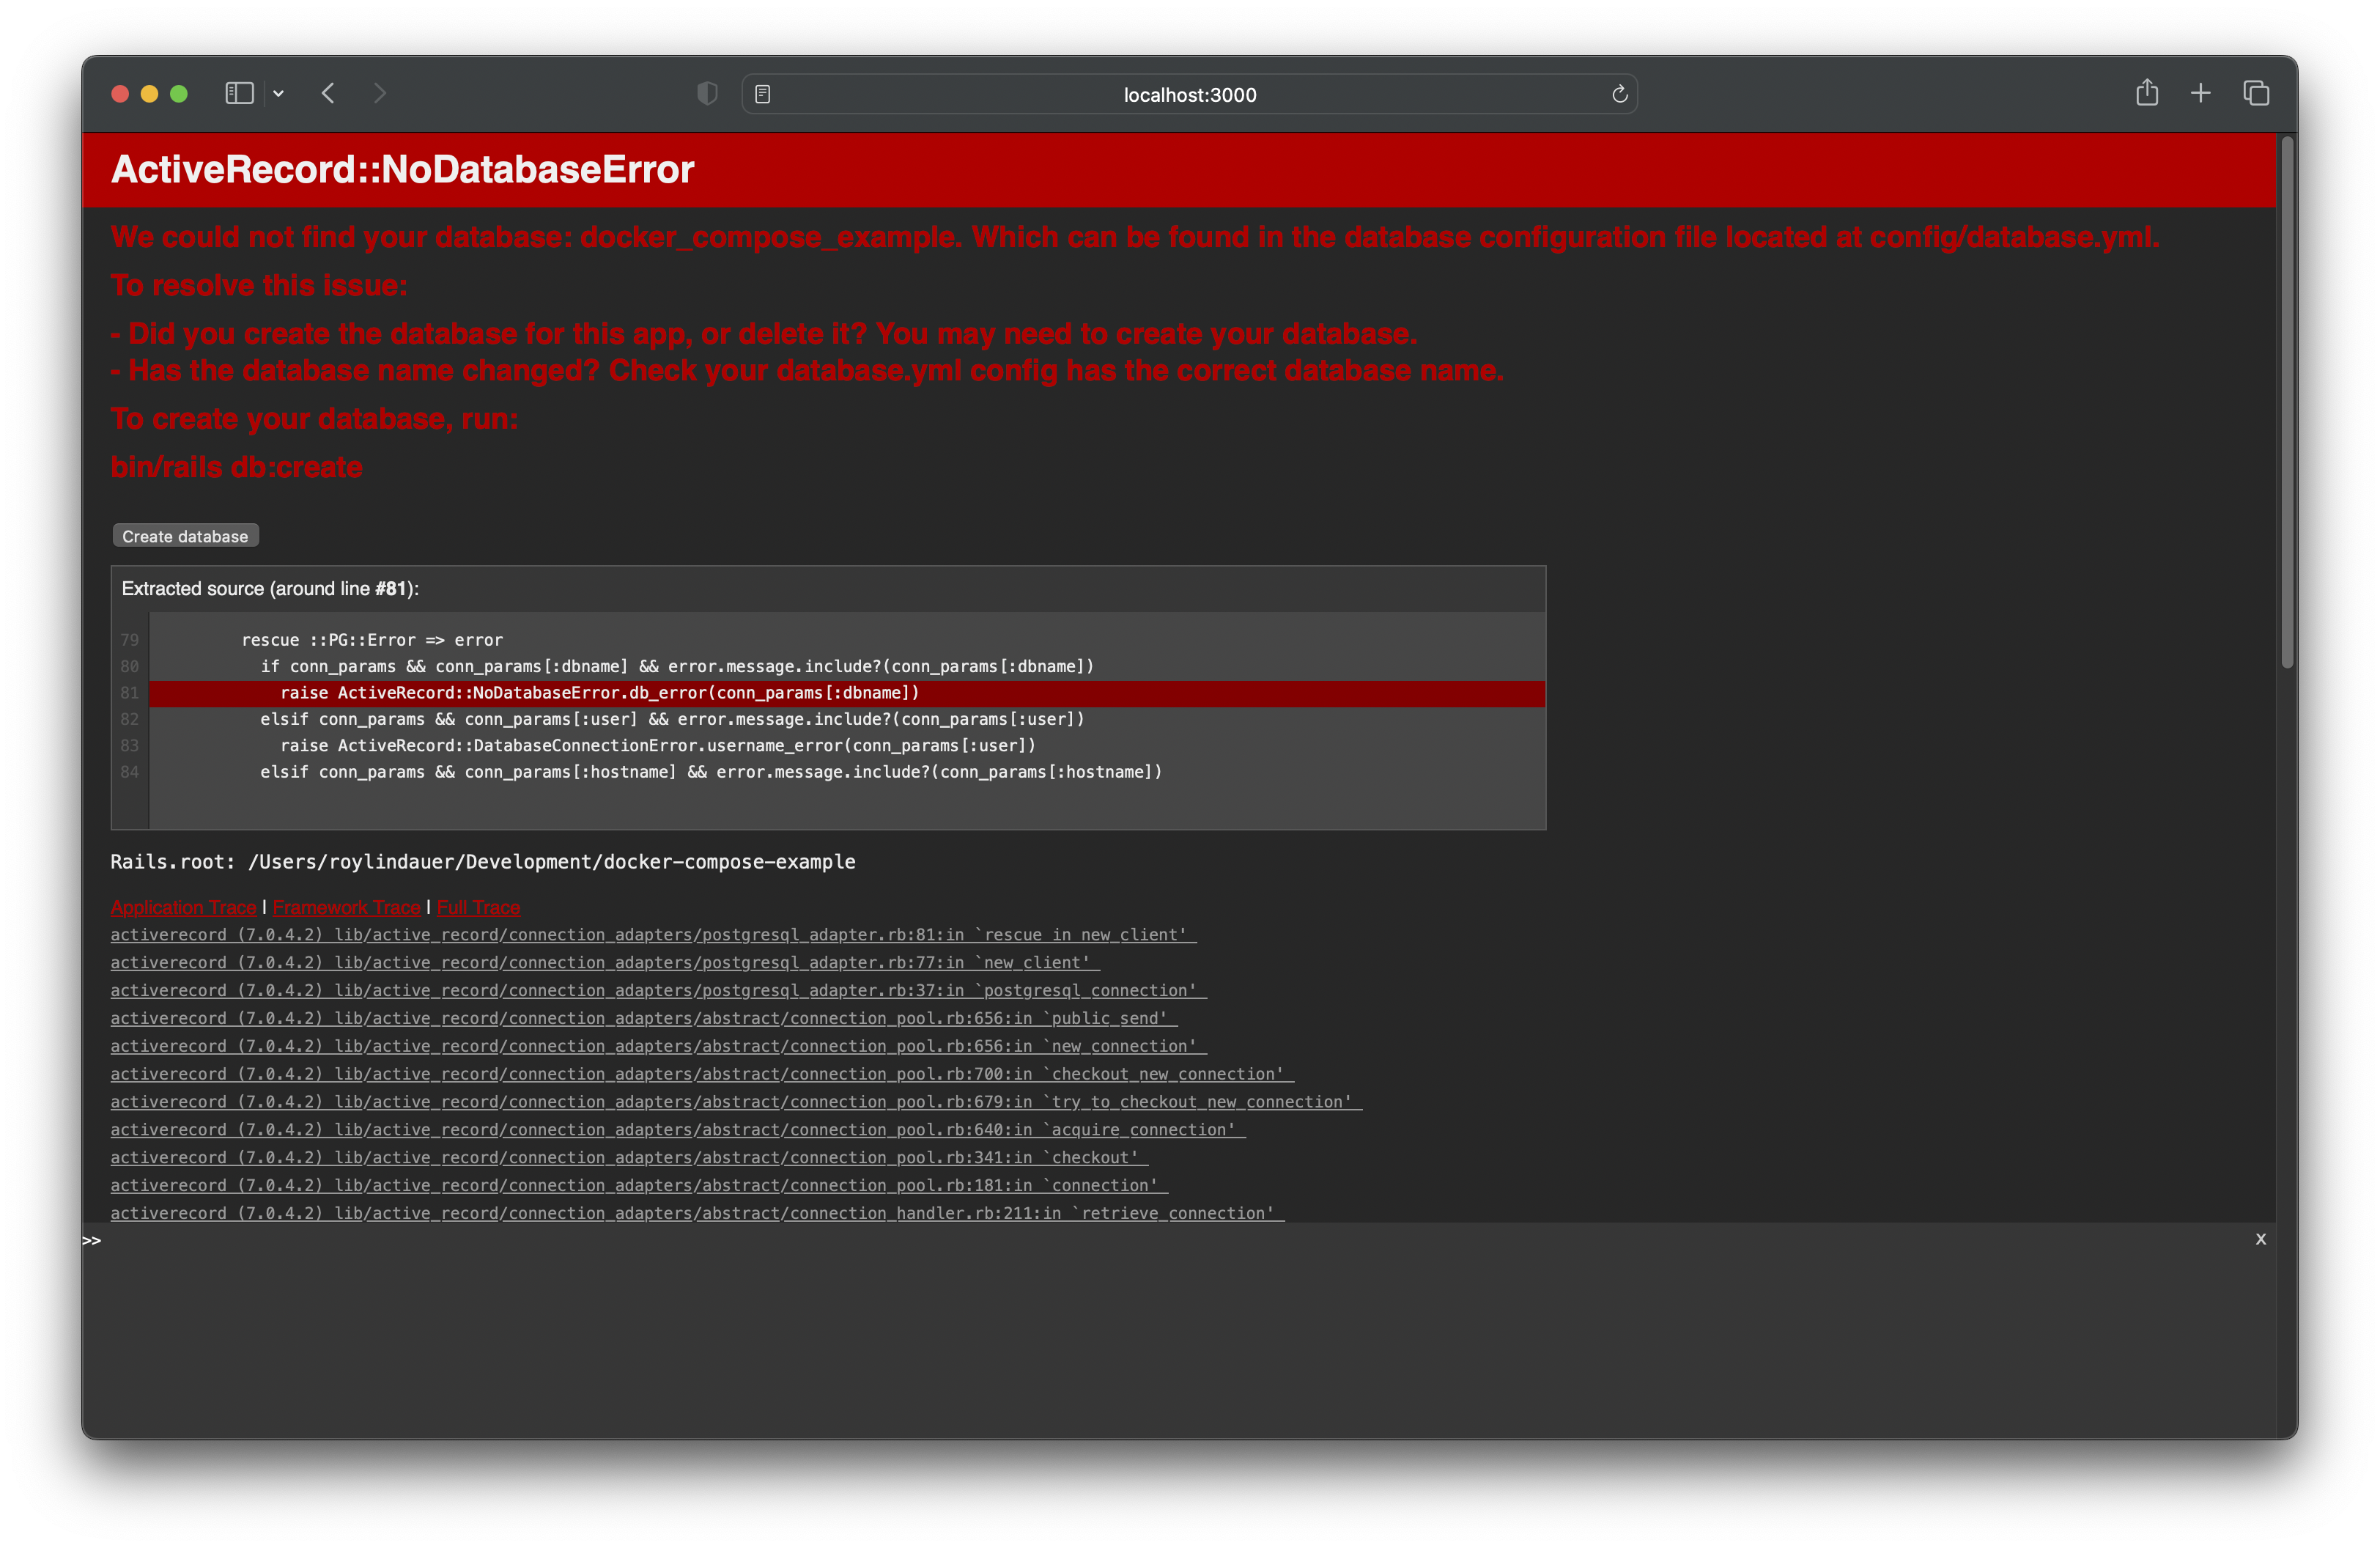 localhost:3000
ActiveRecord::NoDatabaseError
We could not find your database: docker_compose_example. Which can be found in the database configuration file located at config/database.yml.
To resolve this issue:
- Did you create the database for this app, or delete it? You may need to create your database.
- Has the database name changed? Check your database.yml config has the correct database name.
To create your database, run:
bin/rails db:create
Create database
Extracted source (around line #81):
79 rescue ::PG::Error => error
80 if conn_params && conn_params[:dbname] && error.message.include?(conn_params[:dbname])
81 raise ActiveRecord::NoDatabaseError.db_error(conn_params[:dbname])
82 elsif conn_params && conn_params[:user] && error.message.include?(conn_params[:user])
83 raise ActiveRecord::DatabaseConnectionError.username_error(conn_params[:user])
84 elsif conn_params && conn_params[:hostname] && error.message.include?(conn_params[:hostname])
Rails.root: /Users/roylindauer/Development/docker-compose-example
Application Trace | Framework Trace | Full Trace
activerecord (7.0.4.2) lib/active_record/connection_adapters/postgresql_adapter.rb:81:in `rescue in new_client'
activerecord (7.0.4.2) lib/active_record/connection_adapters/postgresql_adapter.rb:77:in `new_client'
activerecord (7.0.4.2) lib/active_record/connection_adapters/postgresql_adapter.rb:37:in `postgresql_connection'
activerecord (7.0.4.2) lib/active_record/connection_adapters/abstract/connection_pool.rb:656:in `public_send'
activerecord (7.0.4.2) lib/active_record/connection_adapters/abstract/connection_pool.rb:656:in `new_connection'
activerecord (7.0.4.2) lib/active_record/connection_adapters/abstract/connection_pool.rb:700:in `checkout_new_connection'
activerecord (7.0.4.2) lib/active_record/connection_adapters/abstract/connection_pool.rb:679:in `try_to_checkout_new_connection'
activerecord (7.0.4.2) lib/active_record/connection_adapters/abstract/connection_pool.rb:640:in `acquire_connection'
activerecord (7.0.4.2) lib/active_record/connection_adapters/abstract/connection_pool.rb:341:in `checkout'
activerecord (7.0.4.2) lib/active_record/connection_adapters/abstract/connection_pool.rb:181:in `connection'
activerecord (7.0.4.2) lib/active_record/connection_adapters/abstract/connection_handler.rb:211:in `retrieve_connection'
>> x